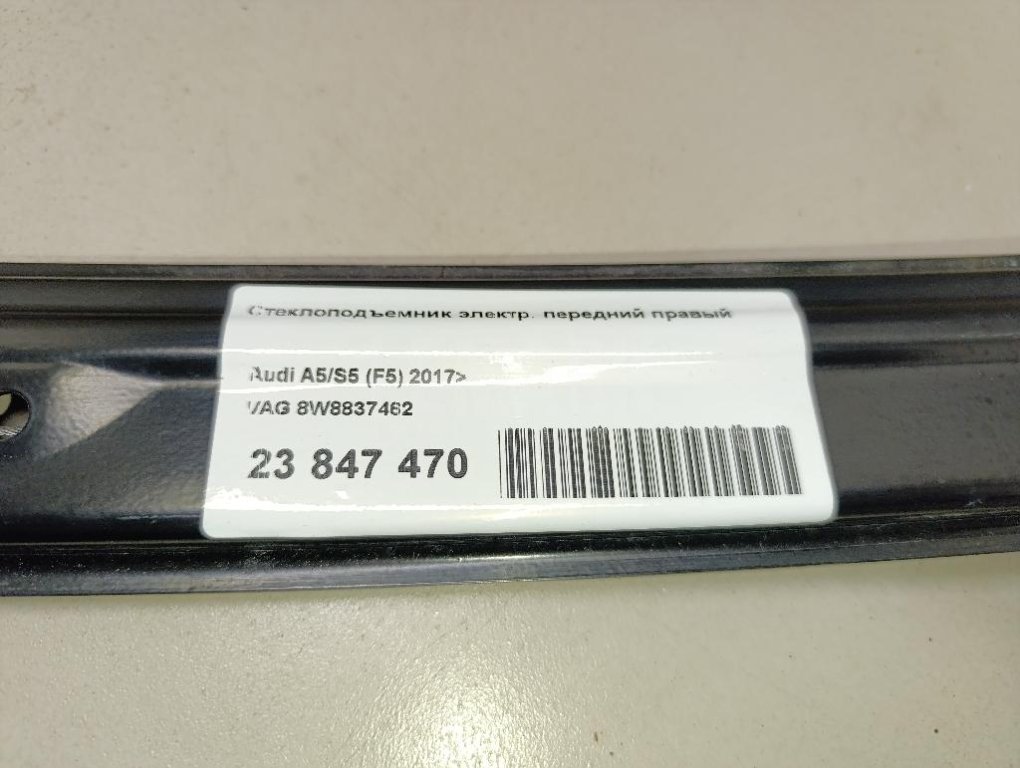 Стеклоподъемник электр. передний правый
Audi A5/S5 (F5) 2017>
VAG 8W8837462
23 847 470